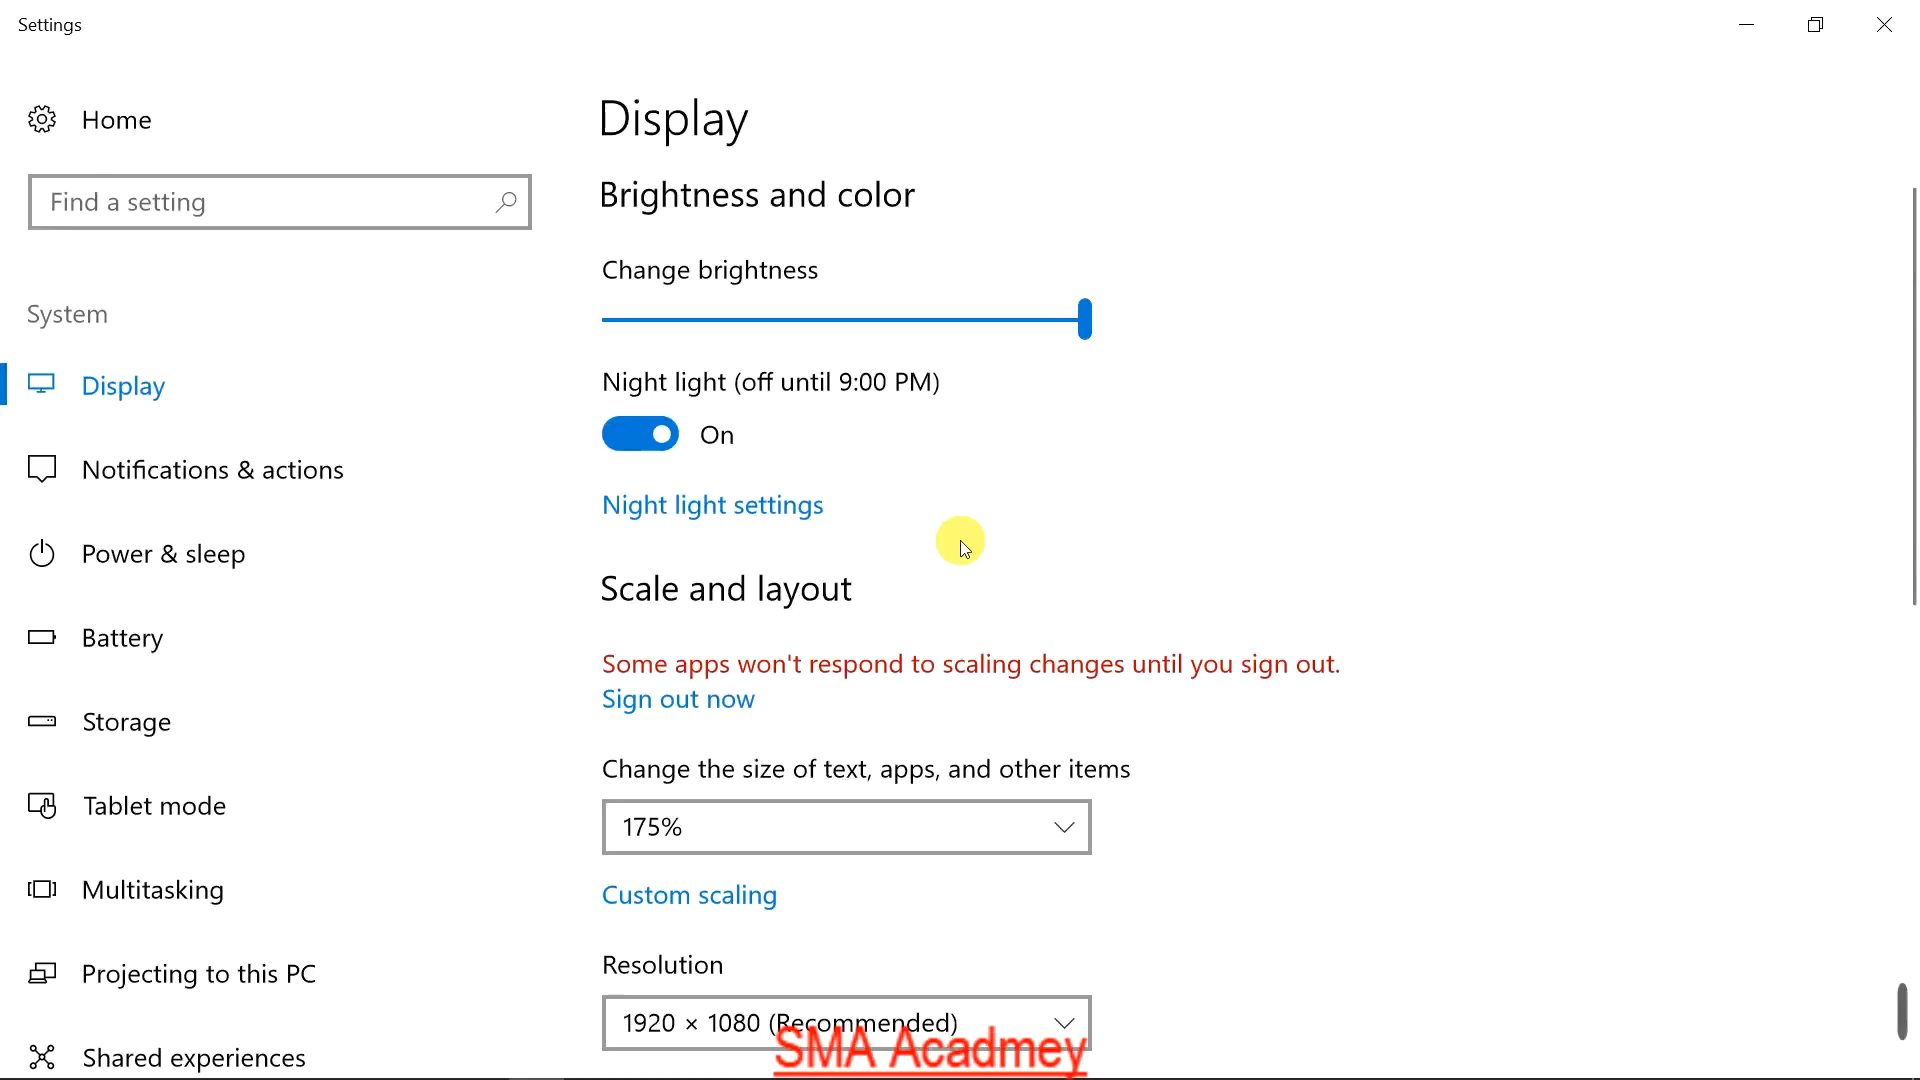 Settings
Home
Find a setting
System
Display
Notifications & actions
Power & sleep
Battery
Storage
Tablet mode
Multitasking
Projecting to this PC
Shared experiences
Display
Brightness and color
Change brightness
Night light (off until 9:00 PM)
On
Night light settings
Scale and layout
Some apps won't respond to scaling changes until you sign out.
Sign out now
Change the size of text, apps, and other items
175%
Custom scaling
Resolution
1920 × 1080 (Recommended)
SMA Acadmey